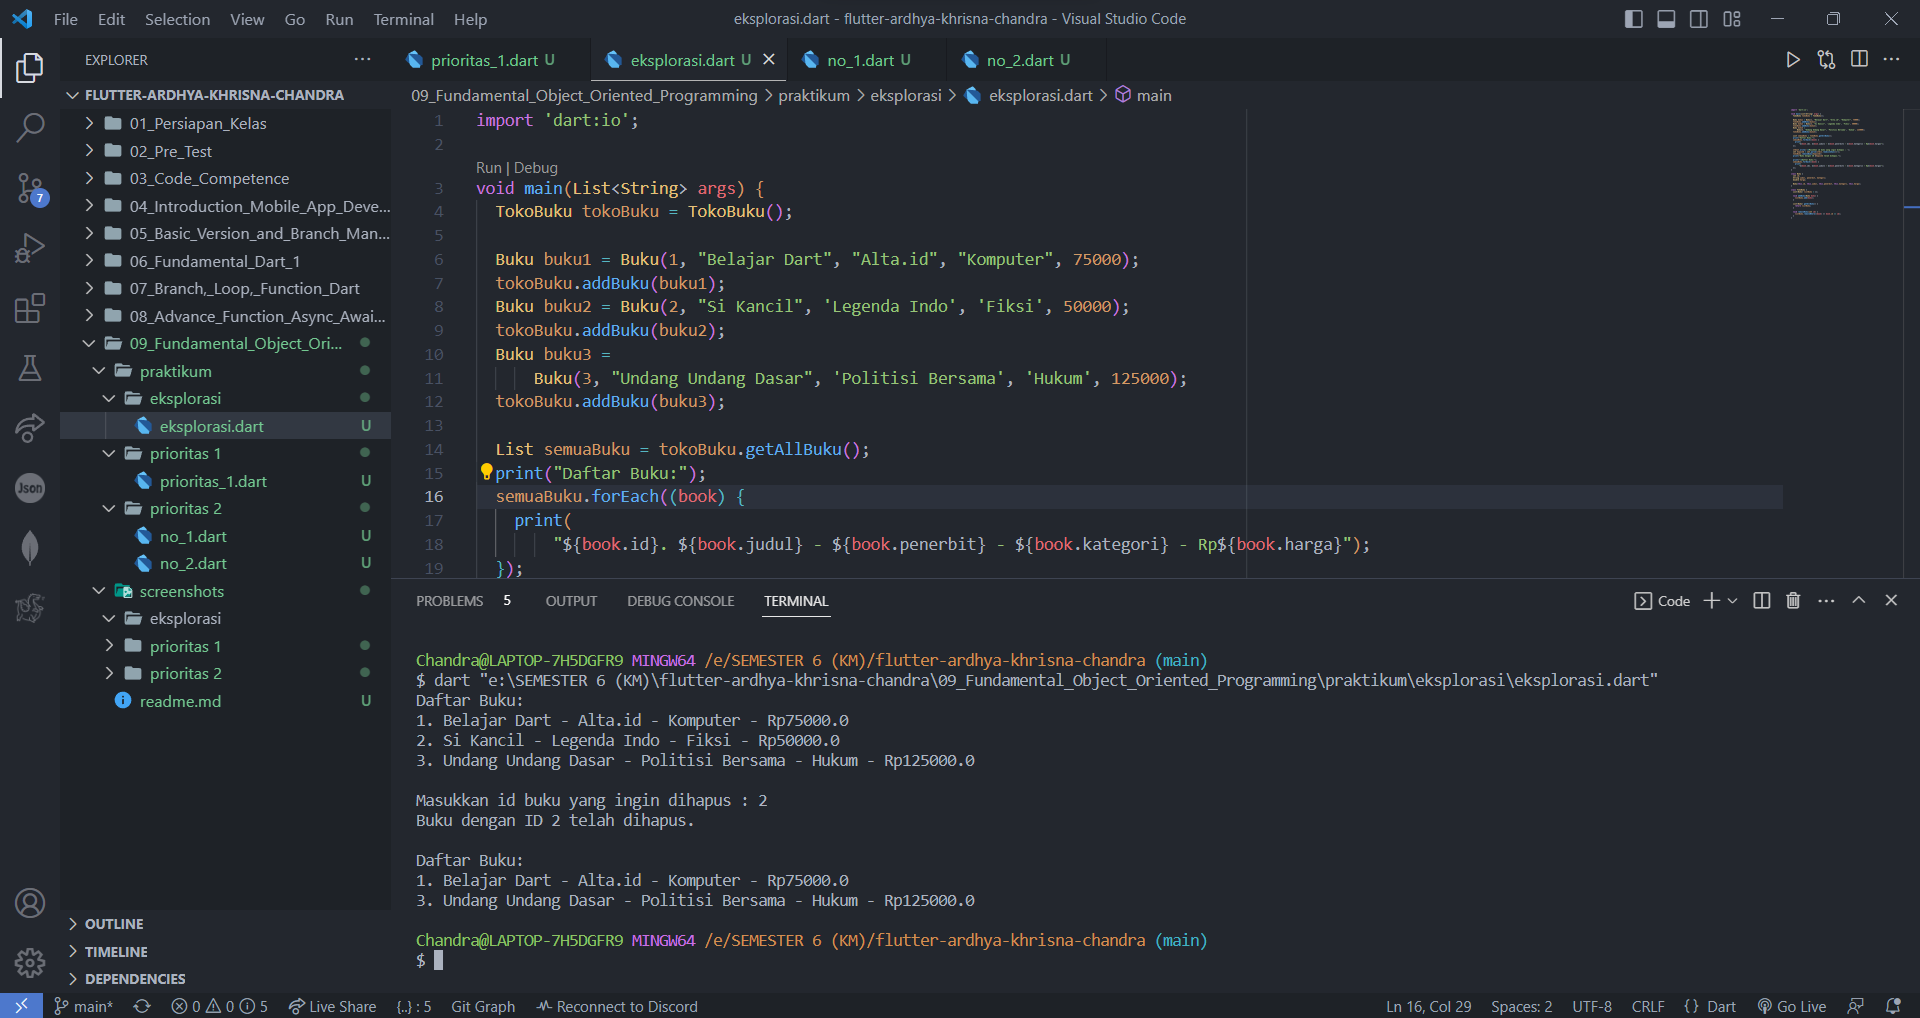 File Edit Selection View Go Run Terminal Help
eksplorasi.dart - flutter-ardhya-khrisna-chandra - Visual Studio Code
EXPLORER
FLUTTER-ARDHYA-KHRISNA-CHANDRA
01_Persiapan_Kelas
02_Pre_Test
03_Code_Competence
04_Introduction_Mobile_App_Deve...
05_Basic_Version_and_Branch_Man...
06_Fundamental_Dart_1
07_Branch,_Loop,_Function_Dart
08_Advance_Function_Async_Awai...
09_Fundamental_Object_Ori...
praktikum
eksplorasi
eksplorasi.dart U
prioritas 1
prioritas_1.dart U
prioritas 2
no_1.dart U
no_2.dart U
screenshots
eksplorasi
prioritas 1
prioritas 2
readme.md U
OUTLINE
TIMELINE
DEPENDENCIES
7
Json
prioritas_1.dart U eksplorasi.dart U no_1.dart U no_2.dart U
09_Fundamental_Object_Oriented_Programming > praktikum > eksplorasi > eksplorasi.dart > main
1 import 'dart:io';
2
Run | Debug
3 void main(List<String> args) {
4 TokoBuku tokoBuku = TokoBuku();
5
6 Buku buku1 = Buku(1, "Belajar Dart", "Alta.id", "Komputer", 75000);
7 tokoBuku.addBuku(buku1);
8 Buku buku2 = Buku(2, "Si Kancil", 'Legenda Indo', 'Fiksi', 50000);
9 tokoBuku.addBuku(buku2);
10 Buku buku3 =
11 Buku(3, "Undang Undang Dasar", 'Politisi Bersama', 'Hukum', 125000);
12 tokoBuku.addBuku(buku3);
13
14 List semuaBuku = tokoBuku.getAllBuku();
15 print("Daftar Buku:");
16 semuaBuku.forEach((book) {
17 print(
18 "${book.id}. ${book.judul} - ${book.penerbit} - ${book.kategori} - Rp${book.harga}");
19 });
PROBLEMS 5 OUTPUT DEBUG CONSOLE TERMINAL
Code
Chandra@LAPTOP-7H5DGFR9 MINGW64 /e/SEMESTER 6 (KM)/flutter-ardhya-khrisna-chandra (main)
$ dart "e:\SEMESTER 6 (KM)\flutter-ardhya-khrisna-chandra\09_Fundamental_Object_Oriented_Programming\praktikum\eksplorasi\eksplorasi.dart"
Daftar Buku:
1. Belajar Dart - Alta.id - Komputer - Rp75000.0
2. Si Kancil - Legenda Indo - Fiksi - Rp50000.0
3. Undang Undang Dasar - Politisi Bersama - Hukum - Rp125000.0
Masukkan id buku yang ingin dihapus : 2
Buku dengan ID 2 telah dihapus.
Daftar Buku:
1. Belajar Dart - Alta.id - Komputer - Rp75000.0
3. Undang Undang Dasar - Politisi Bersama - Hukum - Rp125000.0
Chandra@LAPTOP-7H5DGFR9 MINGW64 /e/SEMESTER 6 (KM)/flutter-ardhya-khrisna-chandra (main)
$
main* 0 0 5 Live Share {..} : 5 Git Graph Reconnect to Discord
Ln 16, Col 29 Spaces: 2 UTF-8 CRLF {} Dart Go Live